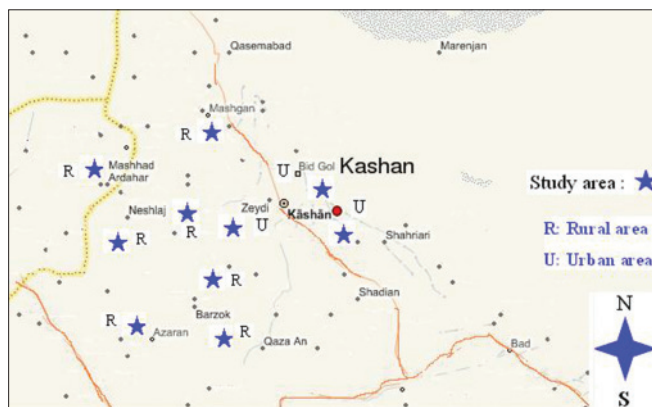 Qasemabad
Marenjan
Mashgan
R
Mashhad
Ardahar
R
U
Bid Gol
Kashan
Study area :
Neshlaj
Zeydi
Kāshān
U
R: Rural area
R
R
U
Shahriari
U: Urban area
R
Shadian
Barzok
N
R
Azaran
R
Qaza An
Bad
S